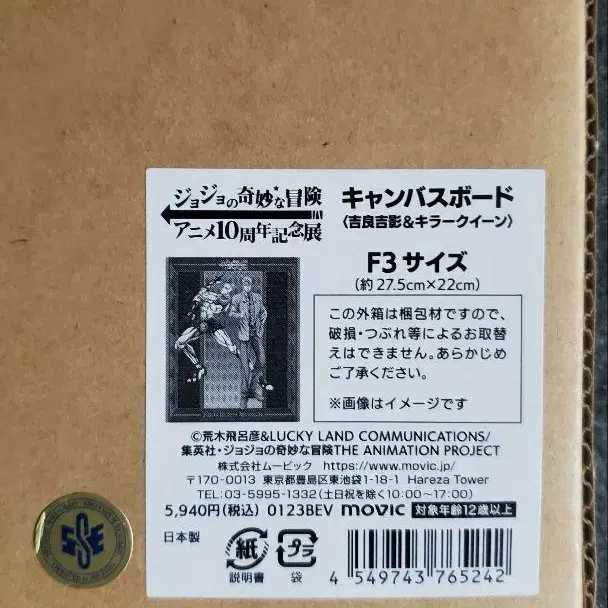 ジョジョの奇妙な冒険
アニメ10周年記念展
キャンバスボード
〈吉良吉影&キラークイーン〉
F3サイズ
(約27.5cm×22cm)
この外箱は梱包材ですので、
破損・つぶれ等によるお取替
えはできません。あらかじめ
ご了承ください。
※画像はイメージです
©荒木飛呂彦&LUCKY LAND COMMUNICATIONS/
集英社・ジョジョの奇妙な冒険THE ANIMATION PROJECT
株式会社ムービック https://www.movic.jp/
〒170-0013 東京都豊島区東池袋1-18-1 Hareza Tower
TEL:03-5995-1332(土日祝を除く10:00~17:00)
5,940円(税込) 0123BEV movic 対象年齢12歳以上
日本製
紙
説明書
プラ
袋
4 549743 765242